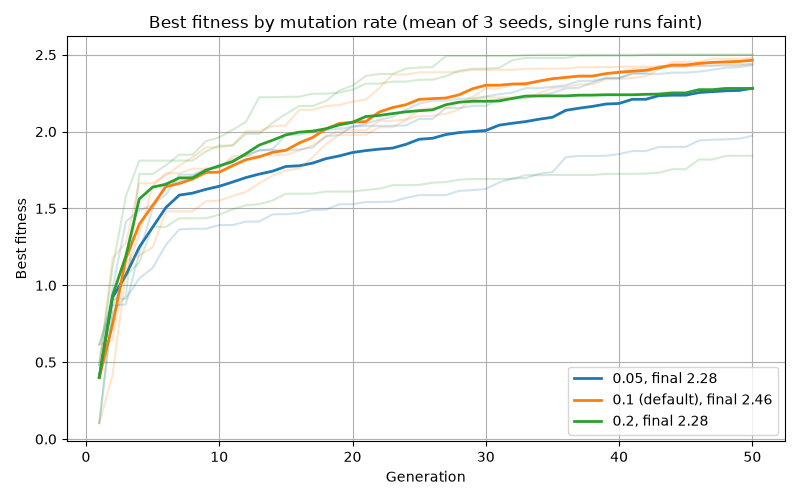 Best fitness by mutation rate (mean of 3 seeds, single runs faint)
Best fitness
2.5
2.0
1.5
1.0
0.5
0.0
0.05, final 2.28
0.1 (default), final 2.46
0.2, final 2.28
0 10 20 30 40 50
Generation